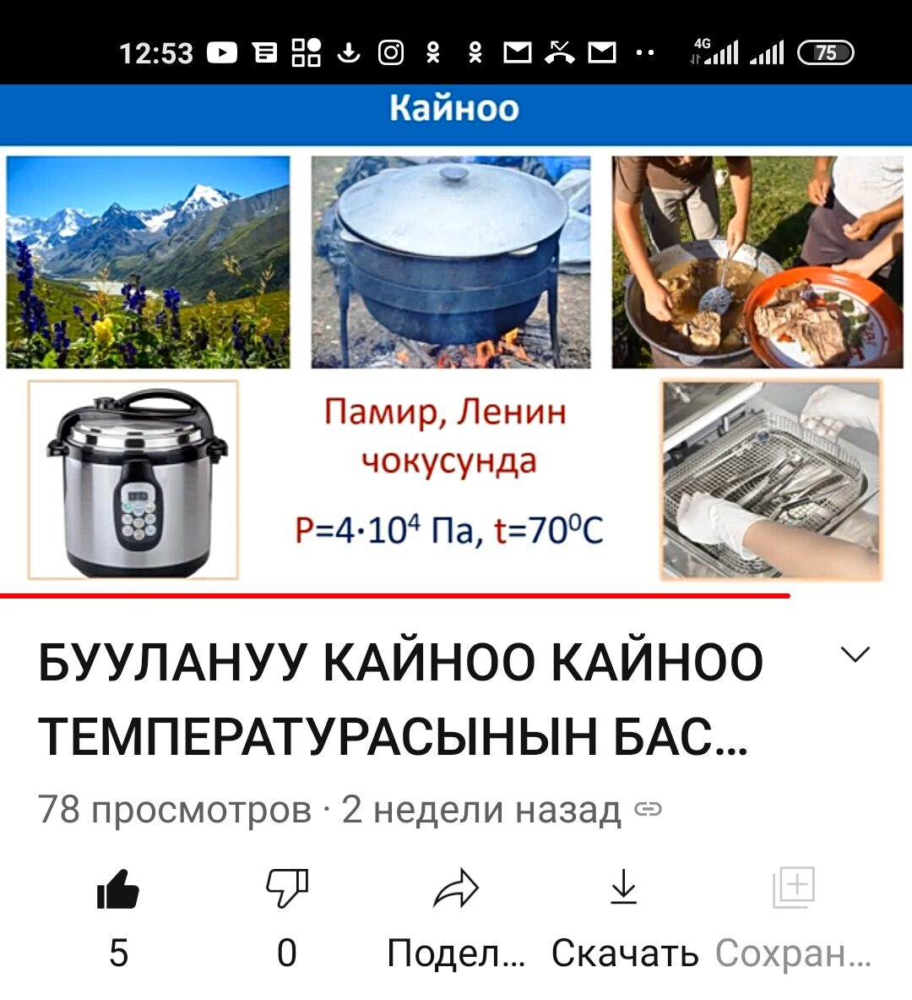 12:53
4G
75
Кайноо
Памир, Ленин
чокусунда
P=4·10⁴ Па, t=70⁰C
БУУЛАНУУ КАЙНОО КАЙНОО
ТЕМПЕРАТУРАСЫНЫН БАС...
78 просмотров · 2 недели назад
5
0
Подел...
Скачать
Сохран...